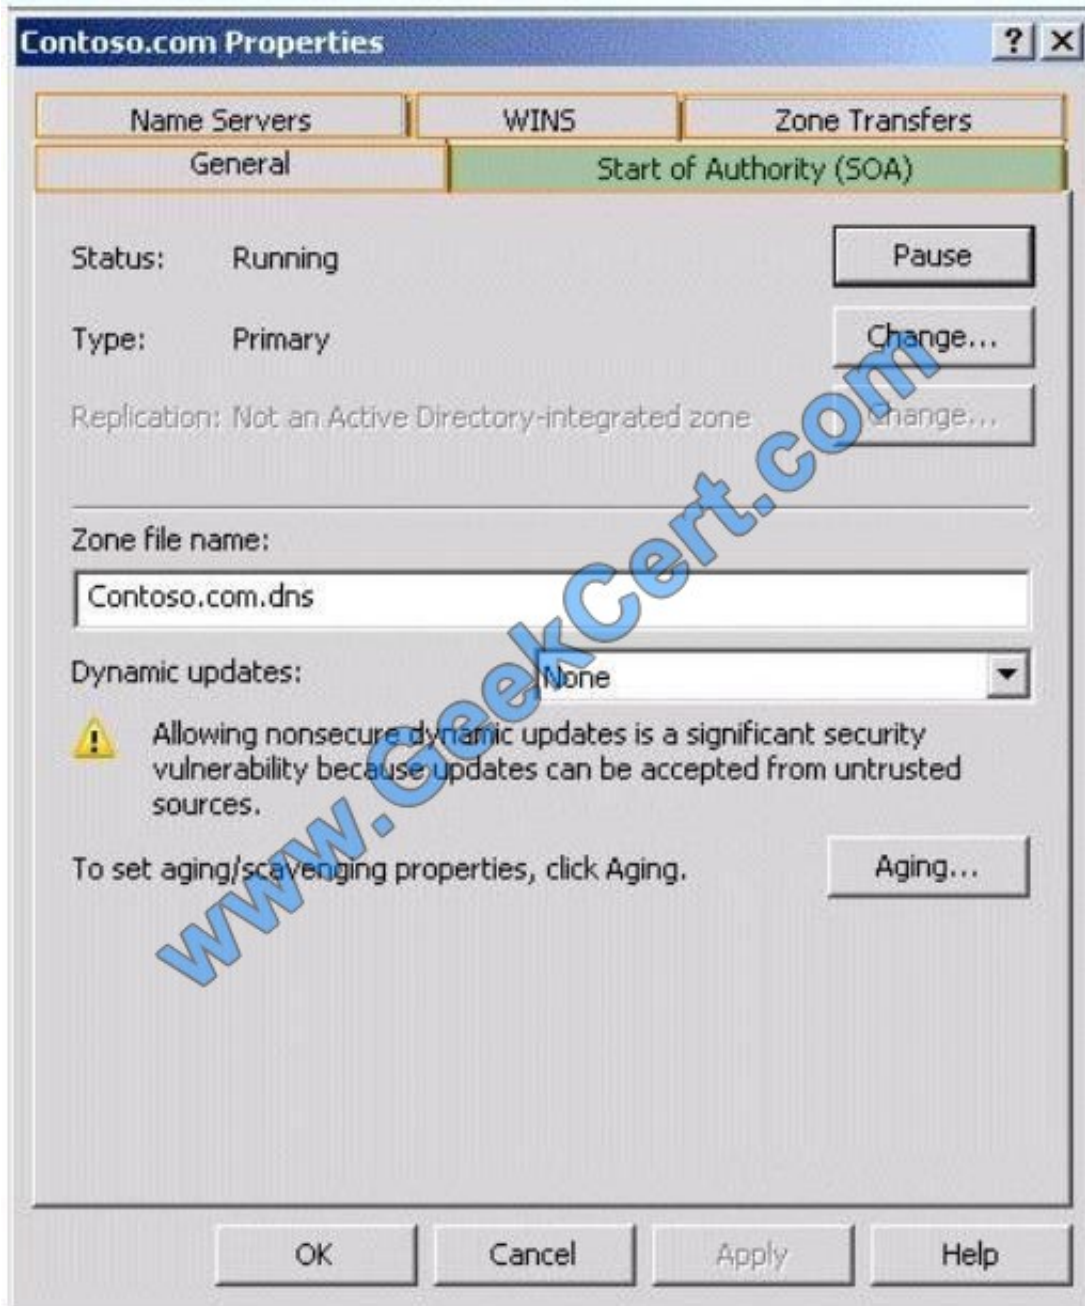 Contoso.com Properties
Name Servers
WINS
Zone Transfers
General
Start of Authority (SOA)
Status: Running
Pause
Type: Primary
Change...
Replication: Not an Active Directory-integrated zone
Change...
Zone file name:
Contoso.com.dns
Dynamic updates: None
Allowing nonsecure dynamic updates is a significant security
vulnerability because updates can be accepted from untrusted
sources.
To set aging/scavenging properties, click Aging.
Aging...
OK
Cancel
Apply
Help
www.GeekCert.com